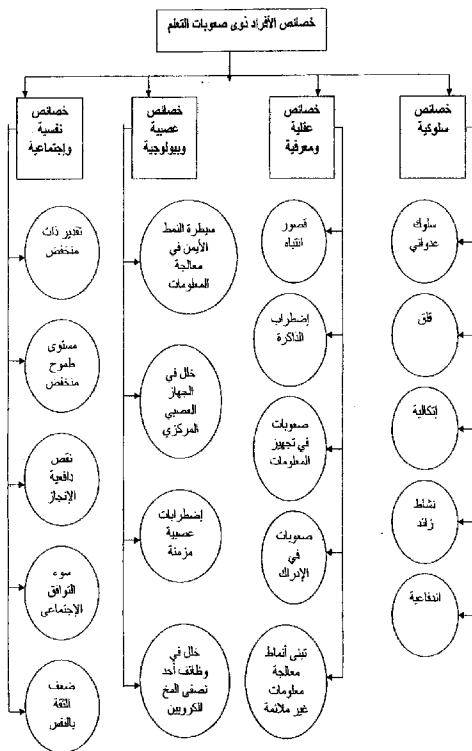 خصائص الأفراد ذوى صعوبات التعلم
خصائص
سلوكية
سلوك
عدواني
قلق
إتكالية
نشاط
زائد
اندفاعية
خصائص
عقلية
ومعرفية
قصور
انتباه
إضطراب
الذاكرة
صعوبات
في تجهيز
المعلومات
صعوبات
في
الإدراك
تبنى أنماط
معالجة
معلومات
غير ملائمة
خصائص
عصبية
وبيولوجية
سيطرة النمط
الأيمن في
معالجة
المعلومات
خلل في
الجهاز
العصبي
المركزي
إضطرابات
عصبية
مزمنة
خلل في
وظائف أحد
نصفى المخ
الكرويين
خصائص
نفسية
وإجتماعية
تقدير ذات
منخفض
مستوى
طموح
منخفض
نقص
دافعية
الإنجاز
سوء
التوافق
الإجتماعى
ضعف
الثقة
بالنفس